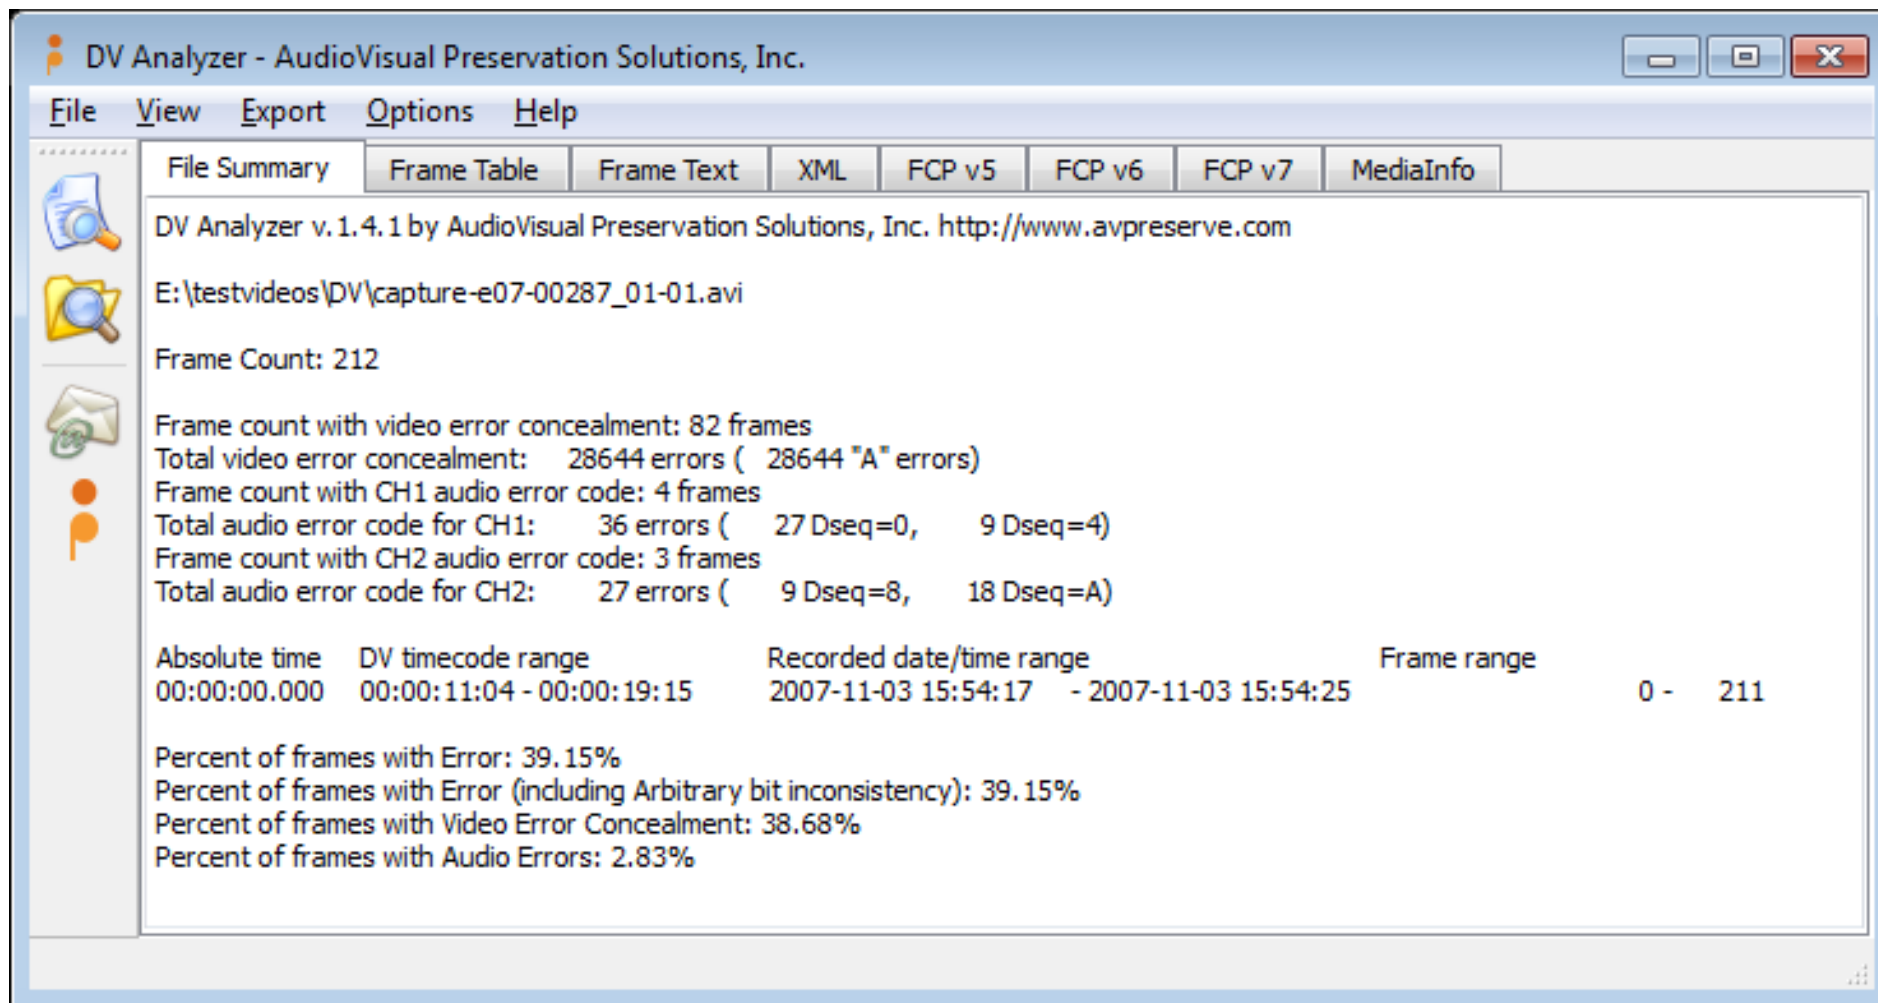 DV Analyzer - AudioVisual Preservation Solutions, Inc.
File View Export Options Help
File Summary Frame Table Frame Text XML FCP v5 FCP v6 FCP v7 MediaInfo
DV Analyzer v.1.4.1 by AudioVisual Preservation Solutions, Inc. http://www.avpreserve.com
E:\testvideos\DV\capture-e07-00287_01-01.avi
Frame Count: 212
Frame count with video error concealment: 82 frames
Total video error concealment: 28644 errors ( 28644 "A" errors)
Frame count with CH1 audio error code: 4 frames
Total audio error code for CH1: 36 errors ( 27 Dseq=0, 9 Dseq=4)
Frame count with CH2 audio error code: 3 frames
Total audio error code for CH2: 27 errors ( 9 Dseq=8, 18 Dseq=A)
Absolute time DV timecode range Recorded date/time range Frame range
00:00:00.000 00:00:11:04 - 00:00:19:15 2007-11-03 15:54:17 - 2007-11-03 15:54:25 0 - 211
Percent of frames with Error: 39.15%
Percent of frames with Error (including Arbitrary bit inconsistency): 39.15%
Percent of frames with Video Error Concealment: 38.68%
Percent of frames with Audio Errors: 2.83%